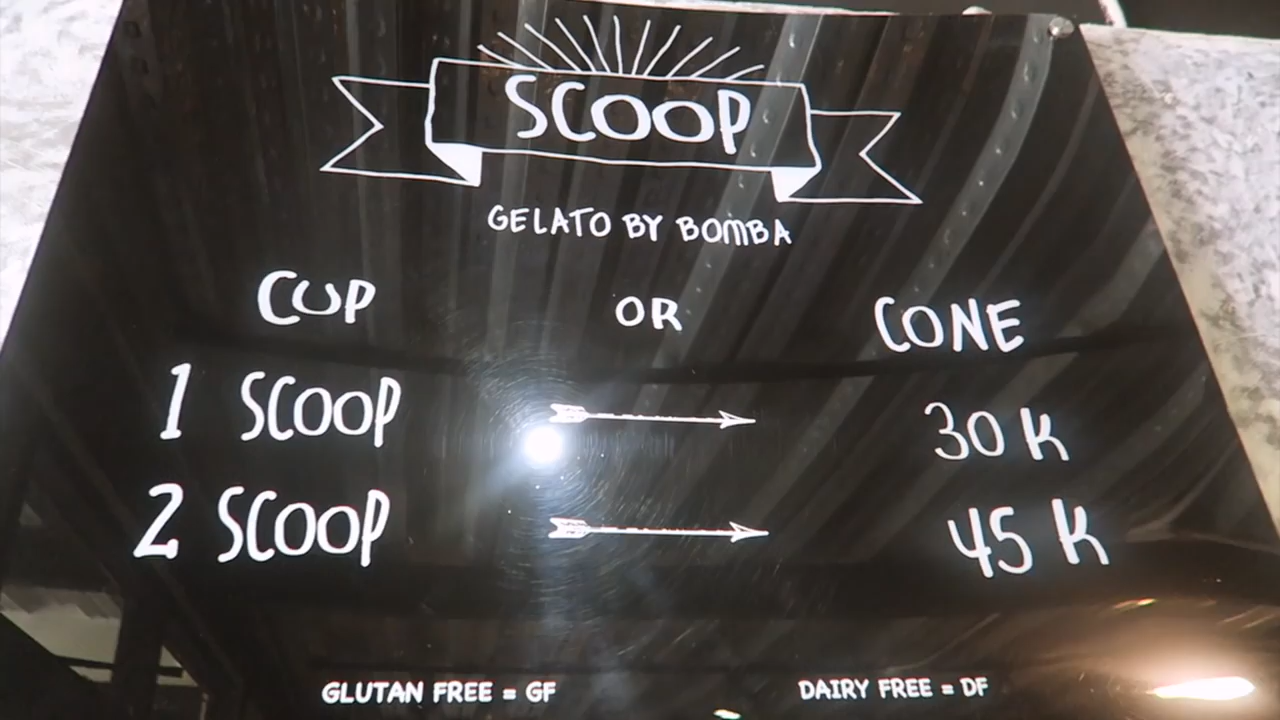 SCOOP
GELATO BY BOMBA
CUP OR CONE
1 SCOOP 30 K
2 SCOOP 45 K
GLUTAN FREE = GF DAIRY FREE = DF